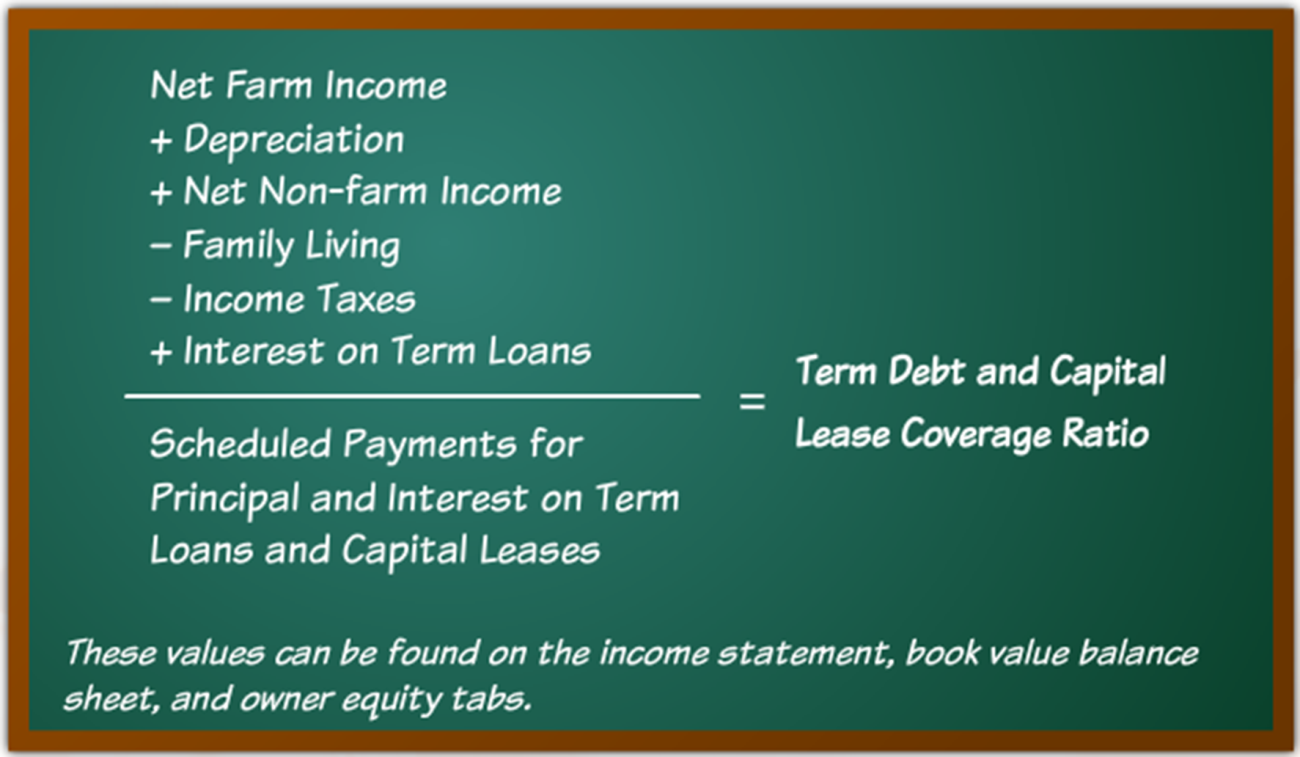 Net Farm Income
+ Depreciation
+ Net Non-farm Income
– Family Living
– Income Taxes
+ Interest on Term Loans
=
Term Debt and Capital
Lease Coverage Ratio
Scheduled Payments for
Principal and Interest on Term
Loans and Capital Leases
These values can be found on the income statement, book value balance
sheet, and owner equity tabs.